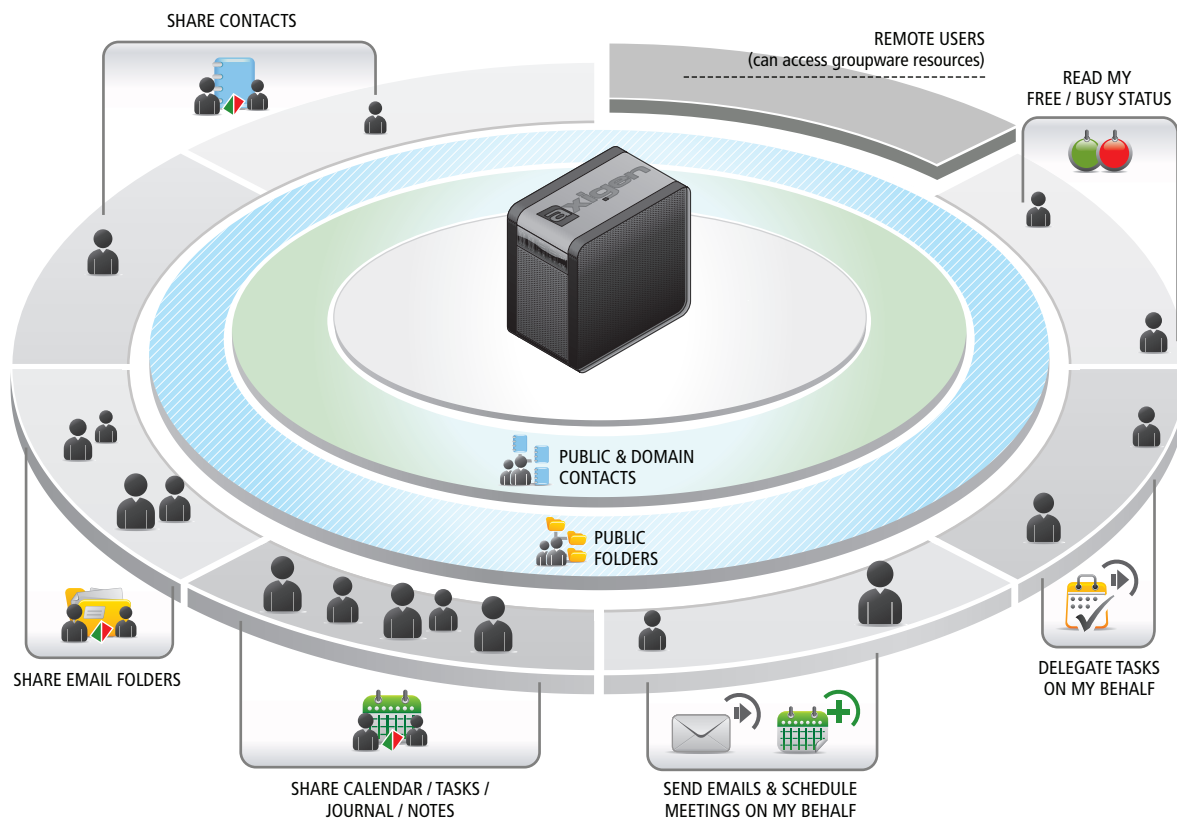 SHARE CONTACTS
REMOTE USERS
(can access groupware resources)
READ MY
FREE / BUSY STATUS
axigen
PUBLIC & DOMAIN
CONTACTS
PUBLIC
FOLDERS
SHARE EMAIL FOLDERS
DELEGATE TASKS
ON MY BEHALF
SHARE CALENDAR / TASKS /
JOURNAL / NOTES
SEND EMAILS & SCHEDULE
MEETINGS ON MY BEHALF